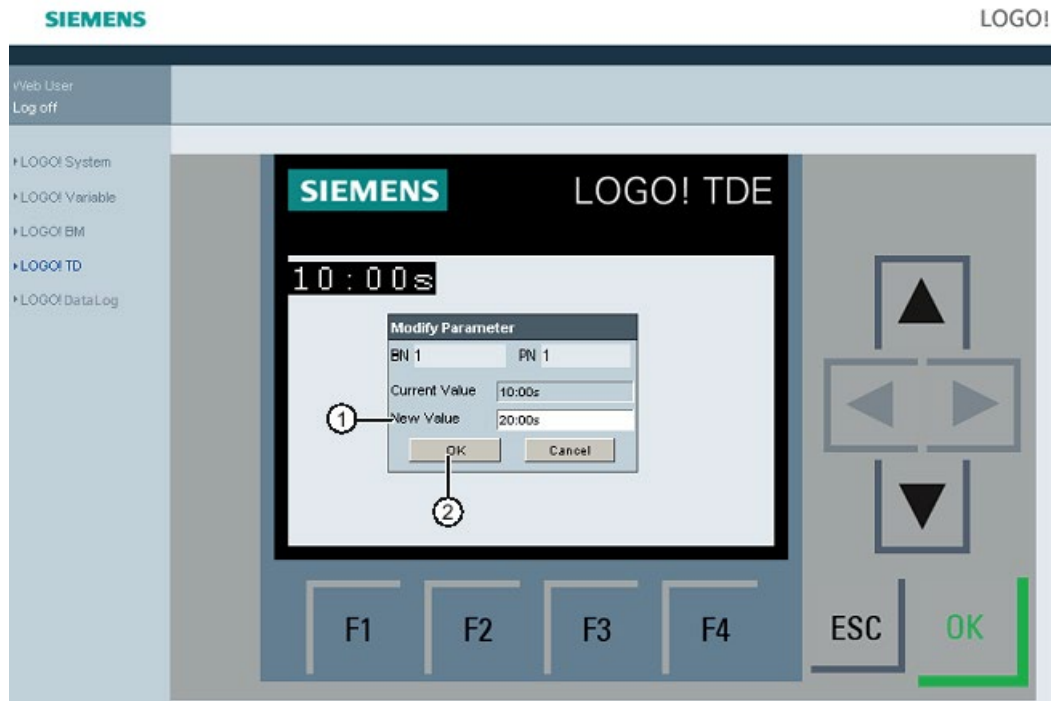 SIEMENS
LOGO!
Web User
Log off
LOGO! System
LOGO! Variable
LOGO! BM
LOGO! TD
LOGO! DataLog
SIEMENS
LOGO! TDE
10:00s
Modify Parameter
BN 1 PN 1
Current Value 10:00s
1 New Value 20:00s
OK Cancel
2
F1 F2 F3 F4 ESC OK